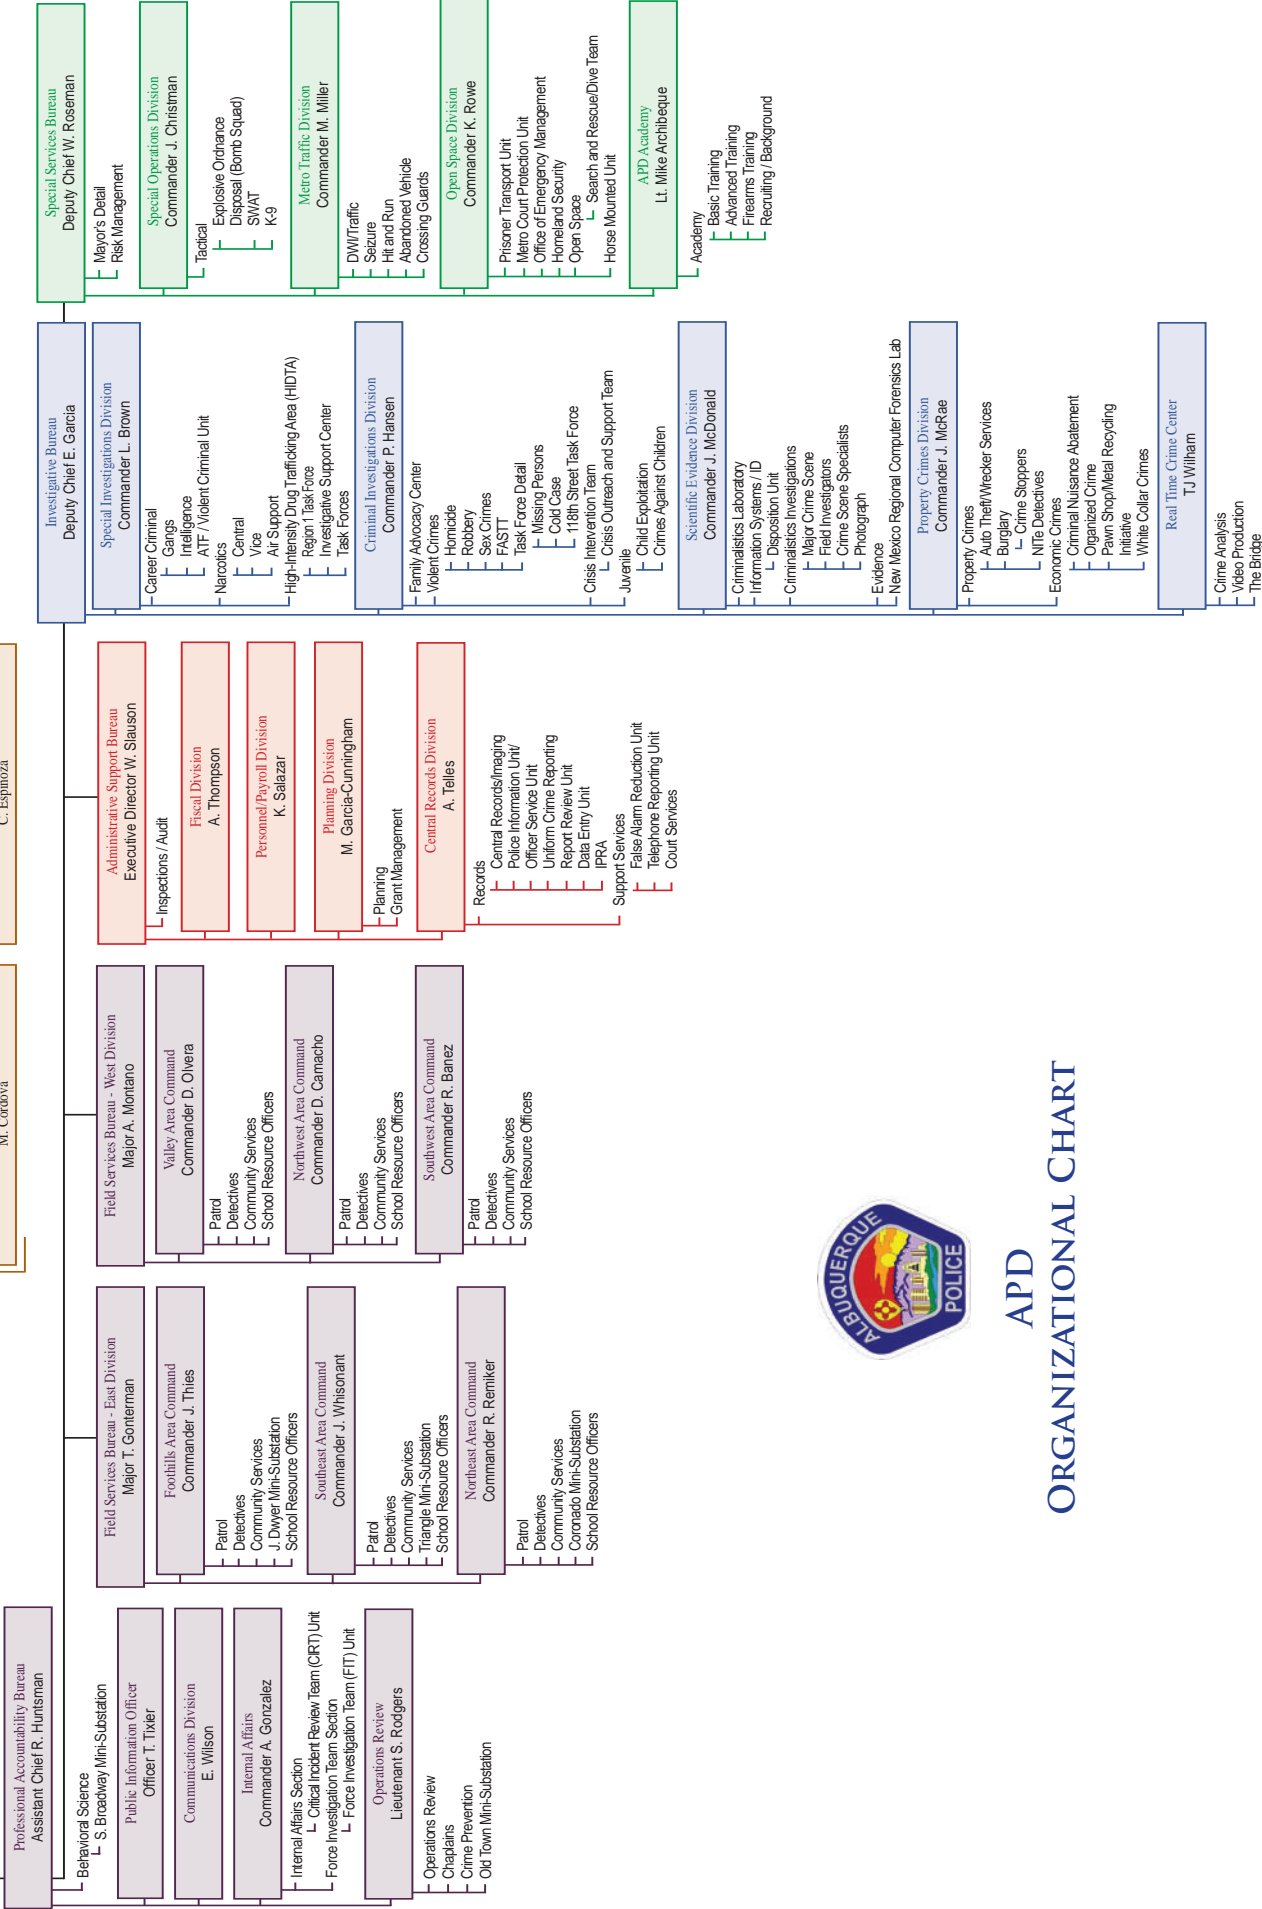 C. Espinoza
M. Cordova
Professional Accountability Bureau
Assistant Chief R. Huntsman
Behavioral Science
S. Broadway Mini-Substation
Public Information Officer
Officer T. Tixier
Communications Division
E. Wilson
Internal Affairs
Commander A. Gonzalez
Internal Affairs Section
Critical Incident Review Team (CIRT) Unit
Force Investigation Team Section
Force Investigation Team (FIT) Unit
Operations Review
Lieutenant S. Rodgers
Operations Review
Chaplains
Crime Prevention
Old Town Mini-Substation
Field Services Bureau - East Division
Major T. Gonterman
Foothills Area Command
Commander J. Thies
Patrol
Detectives
Community Services
J. Dwyer Mini-Substation
School Resource Officers
Southeast Area Command
Commander J. Whisonant
Patrol
Detectives
Community Services
Triangle Mini-Substation
School Resource Officers
Northeast Area Command
Commander R. Remiker
Patrol
Detectives
Community Services
Coronado Mini-Substation
School Resource Officers
Field Services Bureau - West Division
Major A. Montano
Valley Area Command
Commander D. Olvera
Patrol
Detectives
Community Services
School Resource Officers
Northwest Area Command
Commander D. Camacho
Patrol
Detectives
Community Services
School Resource Officers
Southwest Area Command
Commander R. Banez
Patrol
Detectives
Community Services
School Resource Officers
Administrative Support Bureau
Executive Director W. Slauson
Inspections / Audit
Fiscal Division
A. Thompson
Personnel/Payroll Division
K. Salazar
Planning Division
M. Garcia-Cunningham
Planning
Grant Management
Central Records Division
A. Telles
Records
Central Records/Imaging
Police Information Unit/
Officer Service Unit
Uniform Crime Reporting
Report Review Unit
Data Entry Unit
IPRA
Support Services
False Alarm Reduction Unit
Telephone Reporting Unit
Court Services
Investigative Bureau
Deputy Chief E. Garcia
Special Investigations Division
Commander L. Brown
Career Criminal
Gangs
Intelligence
ATF / Violent Criminal Unit
Narcotics
Central
Vice
Air Support
High-Intensity Drug Trafficking Area (HIDTA)
Region 1 Task Force
Investigative Support Center
Task Forces
Criminal Investigations Division
Commander P. Hansen
Family Advocacy Center
Violent Crimes
Homicide
Robbery
Sex Crimes
FASTT
Task Force Detail
Missing Persons
Cold Case
118th Street Task Force
Crisis Intervention Team
Crisis Outreach and Support Team
Juvenile
Child Exploitation
Crimes Against Children
Scientific Evidence Division
Commander J. McDonald
Criminalistics Laboratory
Information Systems / ID
Disposition Unit
Criminalistics Investigations
Major Crime Scene
Field Investigators
Crime Scene Specialists
Photograph
Evidence
New Mexico Regional Computer Forensics Lab
Property Crimes Division
Commander J. McRae
Property Crimes
Auto Theft/Wrecker Services
Burglary
Crime Stoppers
NITe Detectives
Economic Crimes
Criminal Nuisance Abatement
Organized Crime
Pawn Shop/Metal Recycling
Initiative
White Collar Crimes
Real Time Crime Center
TJ Wilham
Crime Analysis
Video Production
The Bridge
Special Services Bureau
Deputy Chief W. Roseman
Mayor's Detail
Risk Management
Special Operations Division
Commander J. Christman
Tactical
Explosive Ordnance
Disposal (Bomb Squad)
SWAT
K-9
Metro Traffic Division
Commander M. Miller
DWI/Traffic
Seizure
Hit and Run
Abandoned Vehicle
Crossing Guards
Open Space Division
Commander K. Rowe
Prisoner Transport Unit
Metro Court Protection Unit
Office of Emergency Management
Homeland Security
Open Space
Search and Rescue/Dive Team
Horse Mounted Unit
APD Academy
Lt. Mike Archibeque
Academy
Basic Training
Advanced Training
Firearms Training
Recruiting / Background
ALBUQUERQUE
POLICE
APD
ORGANIZATIONAL CHART